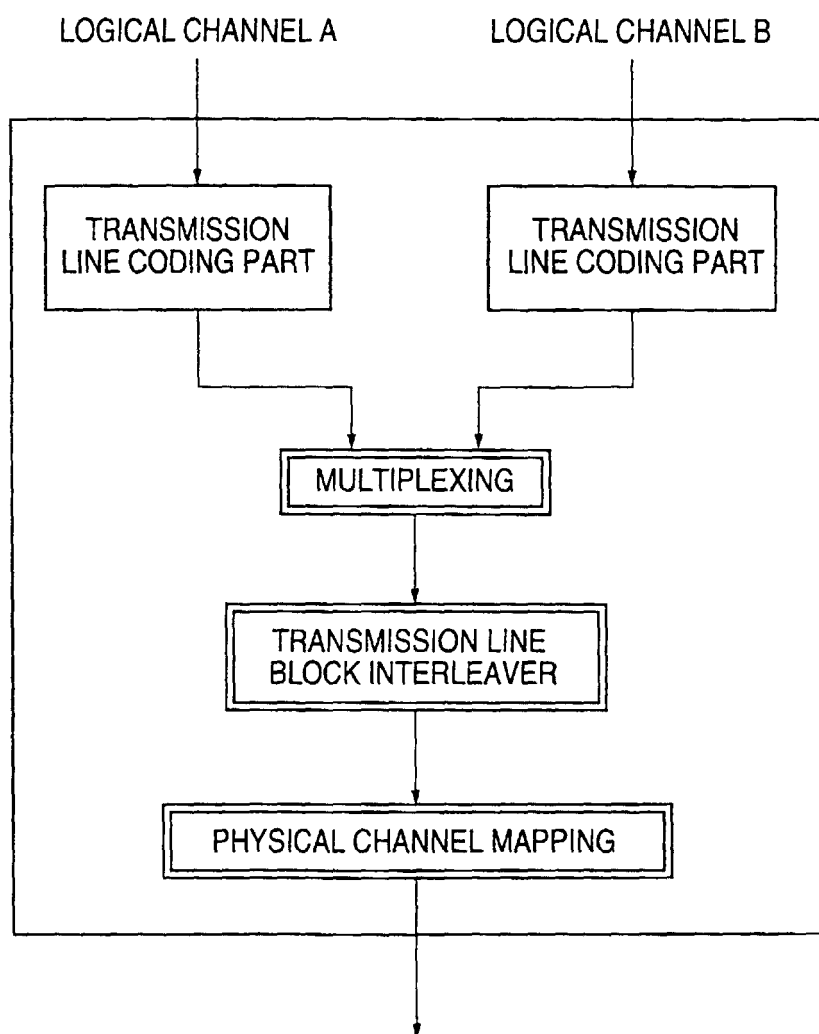 LOGICAL CHANNEL A
LOGICAL CHANNEL B
TRANSMISSION
LINE CODING PART
TRANSMISSION
LINE CODING PART
MULTIPLEXING
TRANSMISSION LINE
BLOCK INTERLEAVER
PHYSICAL CHANNEL MAPPING